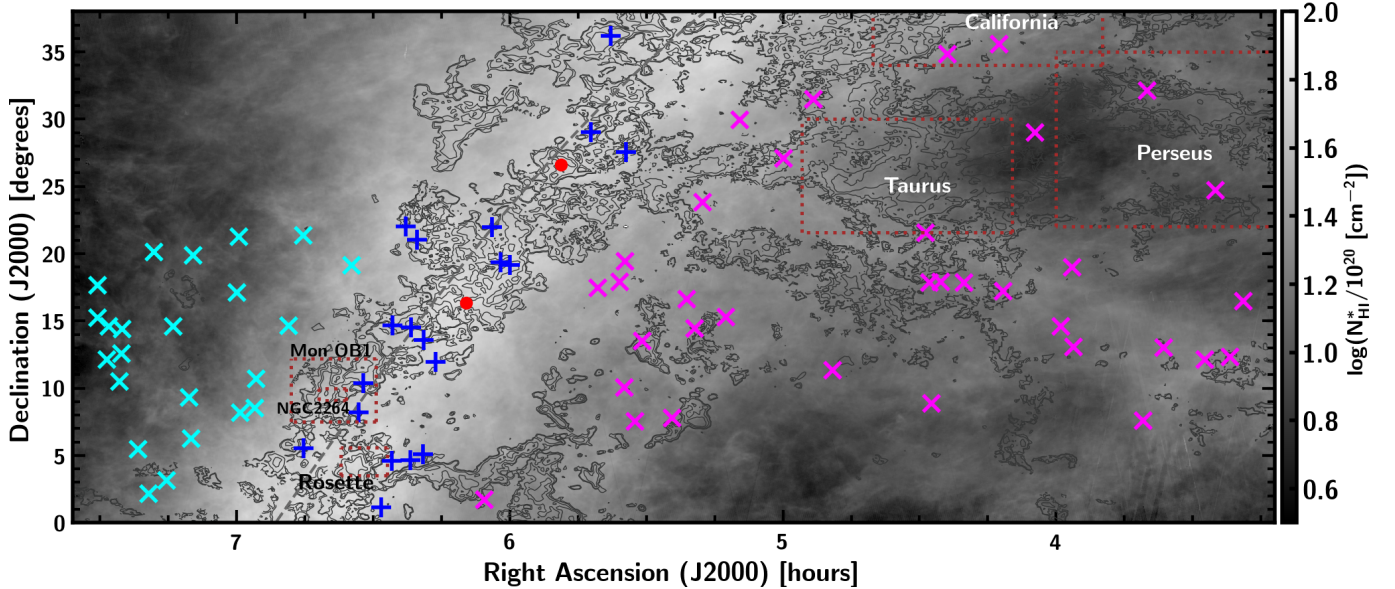 California
Perseus
Taurus
Mon OB1
NGC2264
Rosette
35
30
25
20
15
10
5
0
Declination (J2000) [degrees]
7
6
5
4
Right Ascension (J2000) [hours]
2.0
1.8
1.6
1.4
1.2
1.0
0.8
0.6
log(N*HI/10^20 [cm^−2])